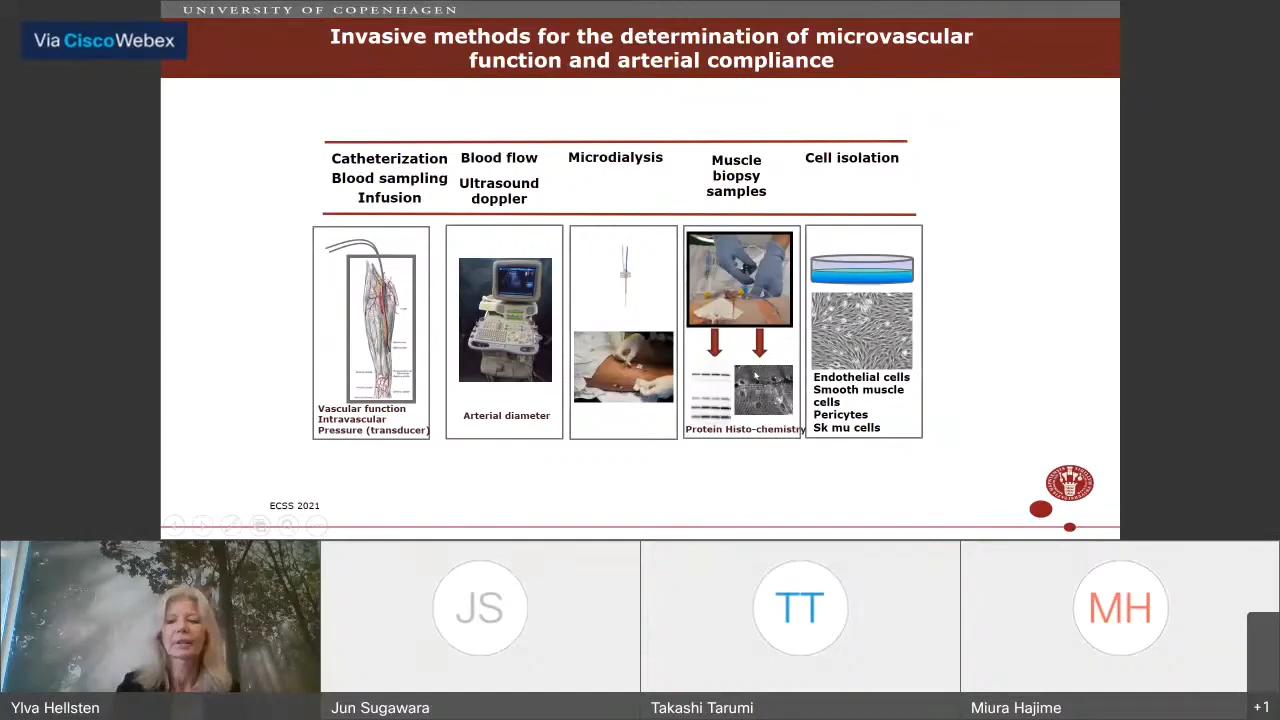 UNIVERSITY OF COPENHAGEN
Via CiscoWebex
Invasive methods for the determination of microvascular
function and arterial compliance
Catheterization
Blood sampling
Infusion
Blood flow
Ultrasound
doppler
Microdialysis
Muscle
biopsy
samples
Cell isolation
Vascular function
Intravascular
Pressure (transducer)
Arterial diameter
Protein Histo-chemistry
Endothelial cells
Smooth muscle
cells
Pericytes
Sk mu cells
ECSS 2021
JS
TT
MH
Ylva Hellsten
Jun Sugawara
Takashi Tarumi
Miura Hajime
+1